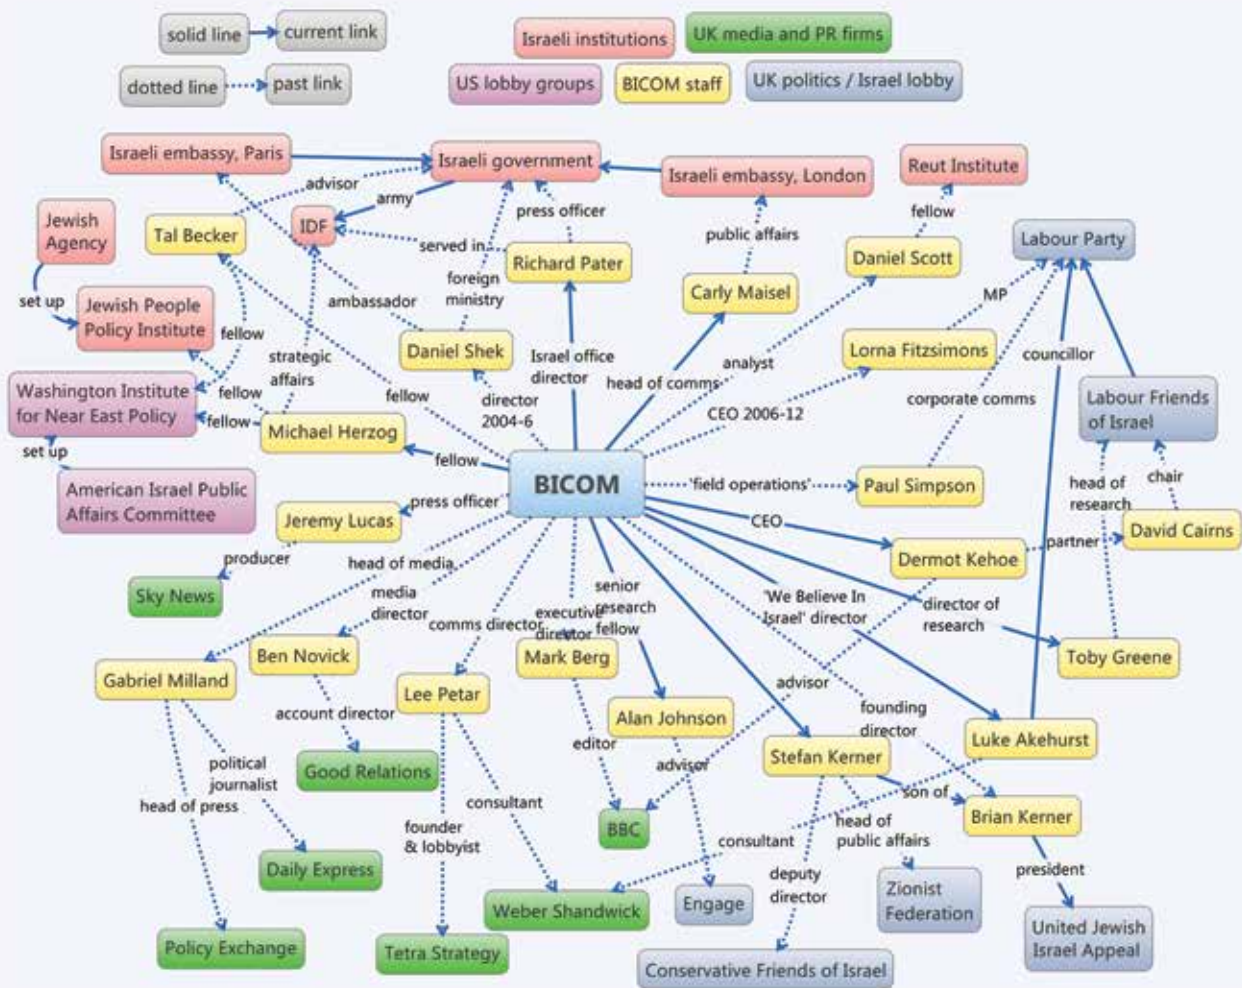 solid line
current link
dotted line
past link
Israeli institutions
UK media and PR firms
US lobby groups
BICOM staff
UK politics / Israel lobby
Israeli embassy, Paris
Israeli government
Israeli embassy, London
Reut Institute
advisor
army
press officer
fellow
Jewish
Agency
Tal Becker
IDF
served in
Richard Pater
public affairs
Daniel Scott
Labour Party
set up
Jewish People
Policy Institute
fellow
ambassador
foreign
ministry
Carly Maisel
MP
strategic
affairs
Daniel Shek
Israel office
director
head of comms
analyst
Lorna Fitzsimons
councillor
Washington Institute
for Near East Policy
fellow
fellow
Michael Herzog
fellow
director
2004-6
CEO 2006-12
corporate comms
Labour Friends
of Israel
set up
American Israel Public
Affairs Committee
fellow
press officer
BICOM
'field operations'
Paul Simpson
head of
research
chair
Jeremy Lucas
CEO
David Cairns
producer
Sky News
head of media
Dermot Kehoe
partner
media
director
comms director
executive
director
senior
research
fellow
'We Believe In
Israel' director
director of
research
Gabriel Milland
Ben Novick
Lee Petar
Mark Berg
Toby Greene
account director
Alan Johnson
advisor
founding
director
Luke Akehurst
political
journalist
Good Relations
editor
advisor
Stefan Kerner
head of press
consultant
BBC
son of
Brian Kerner
founder
& lobbyist
consultant
head of
public affairs
Daily Express
deputy
director
president
Weber Shandwick
Engage
Zionist
Federation
United Jewish
Israel Appeal
Policy Exchange
Tetra Strategy
Conservative Friends of Israel